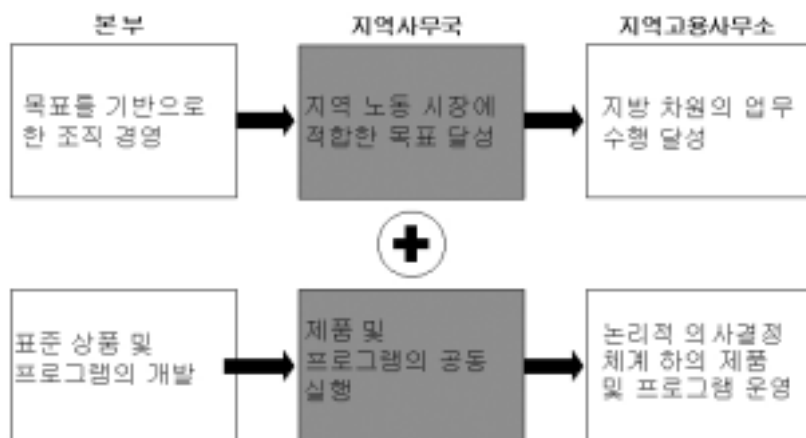 본부
지역사무국
지역고용사무소
목표를 기반으로
한 조직 경영
지역 노동 시장에
적합한 목표 달성
지방 차원의 업무
수행 달성
표준 상품 및
프로그램의 개발
제품 및
프로그램의 공동
실행
논리적 의사결정
체계 하의 제품
및 프로그램 운영